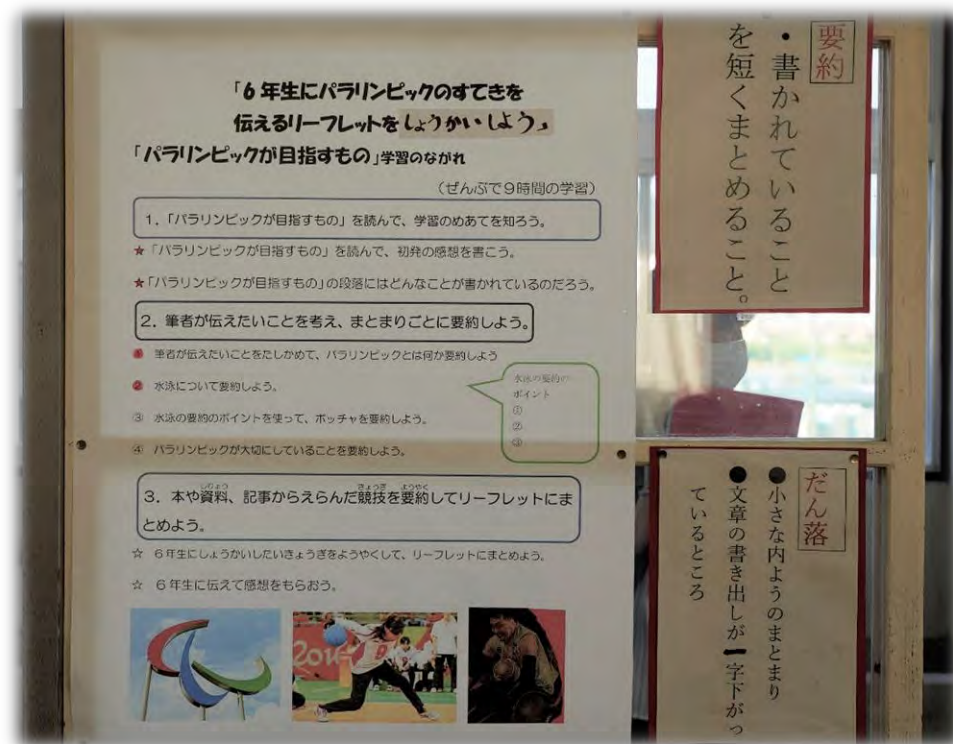 「6年生にパラリンピックのすてきを
伝えるリーフレットをしょうかいしよう」
「パラリンピックが目指すもの」学習のながれ
(ぜんぶで9時間の学習)
1.「パラリンピックが目指すもの」を読んで、学習のめあてを知ろう。
★「パラリンピックが目指すもの」を読んで、初発の感想を書こう。
★「パラリンピックが目指すもの」の段落にはどんなことが書かれているのだろう。
2.筆者が伝えたいことを考え、まとまりごとに要約しよう。
① 筆者が伝えたいことをたしかめて、パラリンピックとは何か要約しよう
② 水泳について要約しよう。
③ 水泳の要約のポイントを使って、ボッチャを要約しよう。
④ パラリンピックが大切にしていることを要約しよう。
水泳の要約の
ポイント
①
②
③
3.本や資料、記事からえらんだ競技を要約してリーフレットにま
とめよう。
☆ 6年生にしょうかいしたいきょうぎをようやくして、リーフレットにまとめよう。
☆ 6年生に伝えて感想をもらおう。
要約
・書かれていること
を短くまとめること。
だん落
●小さな内ようのまとまり
●文章の書き出しが一字下がっ
ているところ